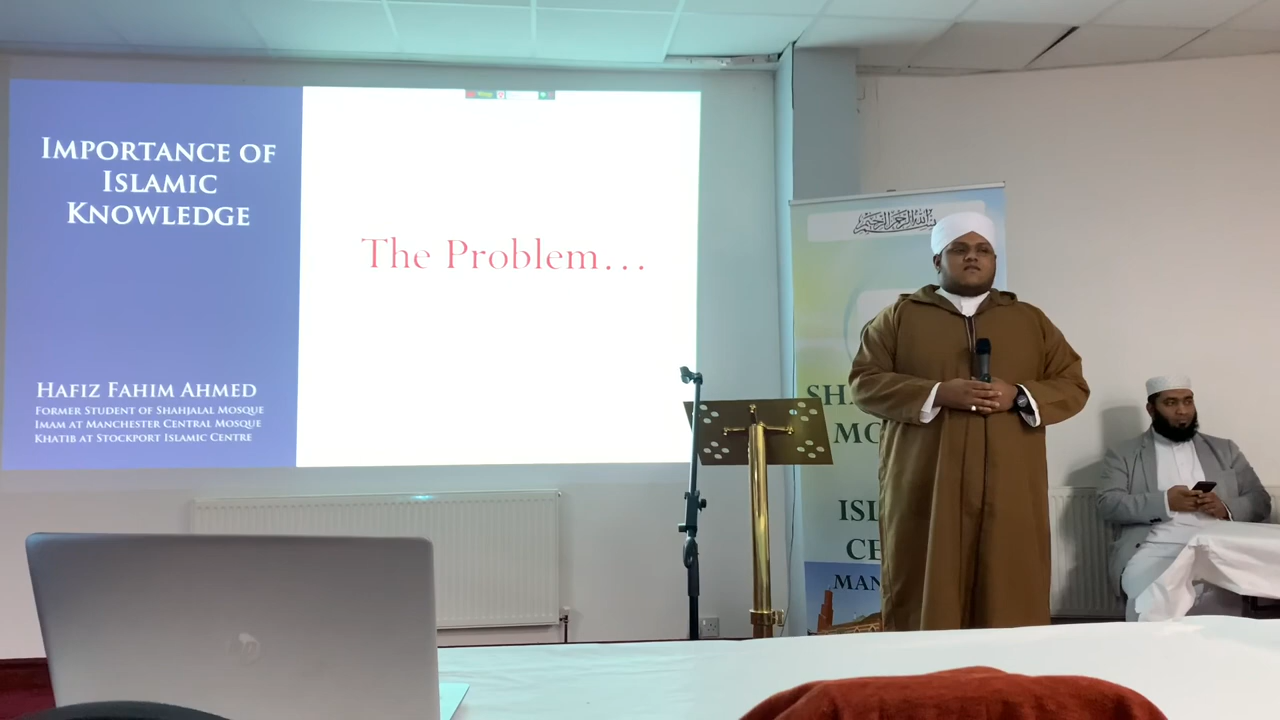 IMPORTANCE OF
ISLAMIC
KNOWLEDGE
HAFIZ FAHIM AHMED
FORMER STUDENT OF SHAHJALAL MOSQUE
IMAM AT MANCHESTER CENTRAL MOSQUE
KHATIB AT STOCKPORT ISLAMIC CENTRE
The Problem...
بسم الله الرحمن الرحيم
SH
MO
ISL
CE
MAN
hp